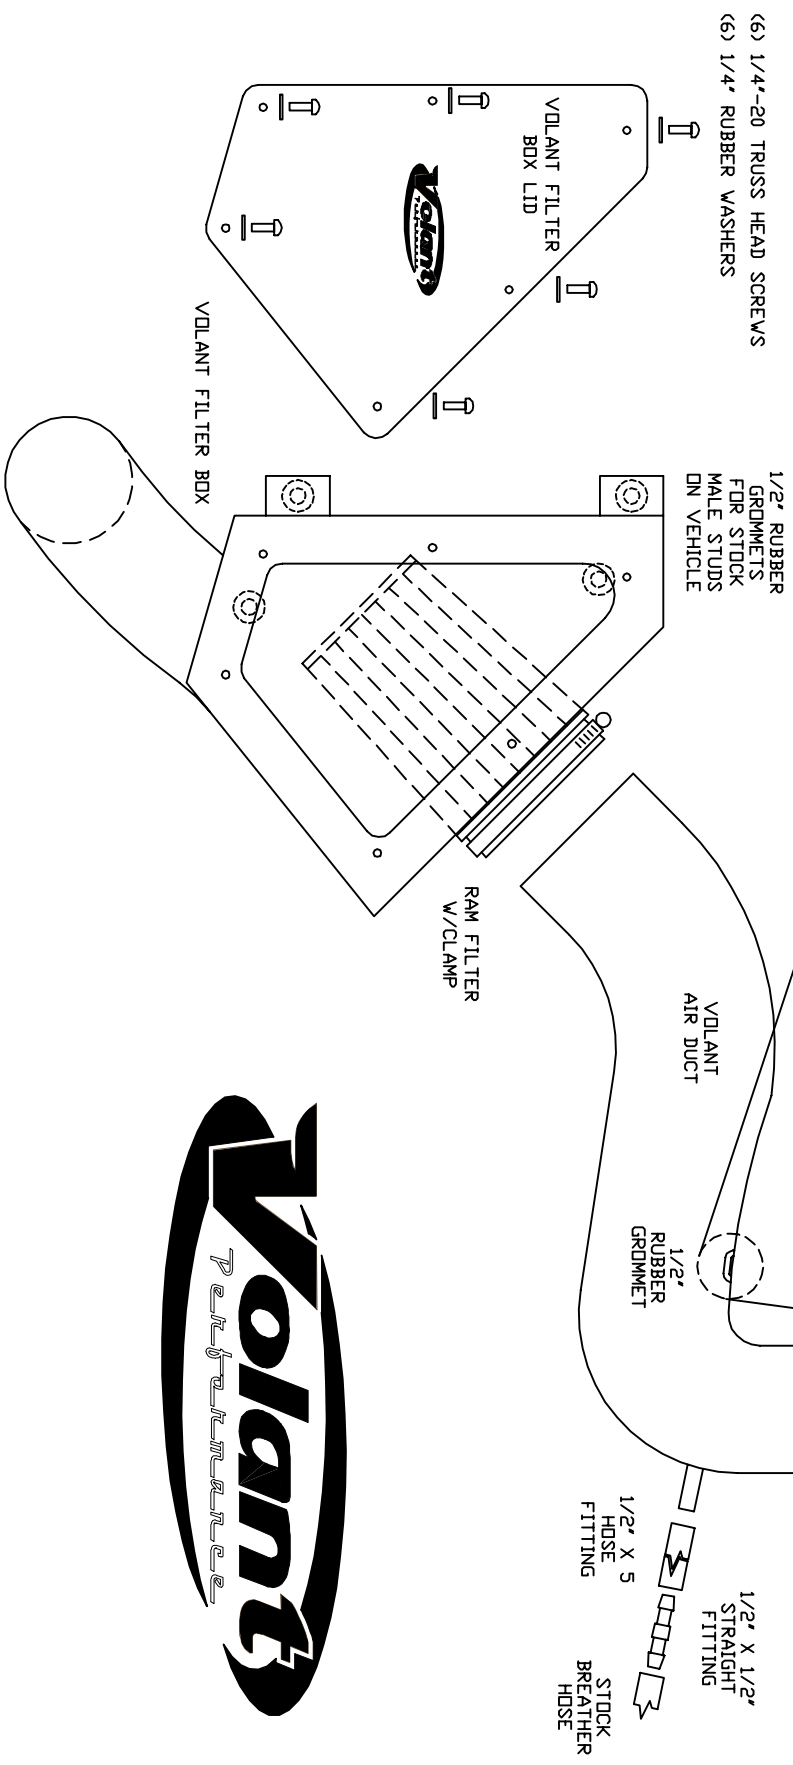 (6) 1/4"-20 TRUSS HEAD SCREWS
(6) 1/4" RUBBER WASHERS
VOLANT FILTER
BOX LID
Volant
Performance
VOLANT FILTER BOX
1/2" RUBBER
GROMMETS
FOR STOCK
MALE STUDS
ON VEHICLE
RAM FILTER
W/CLAMP
VOLANT
AIR DUCT
1/2"
RUBBER
GROMMET
1/2" X 5
HOSE
FITTING
1/2" X 1/2"
STRAIGHT
FITTING
STOCK
BREATHER
HOSE
Volant
Performance